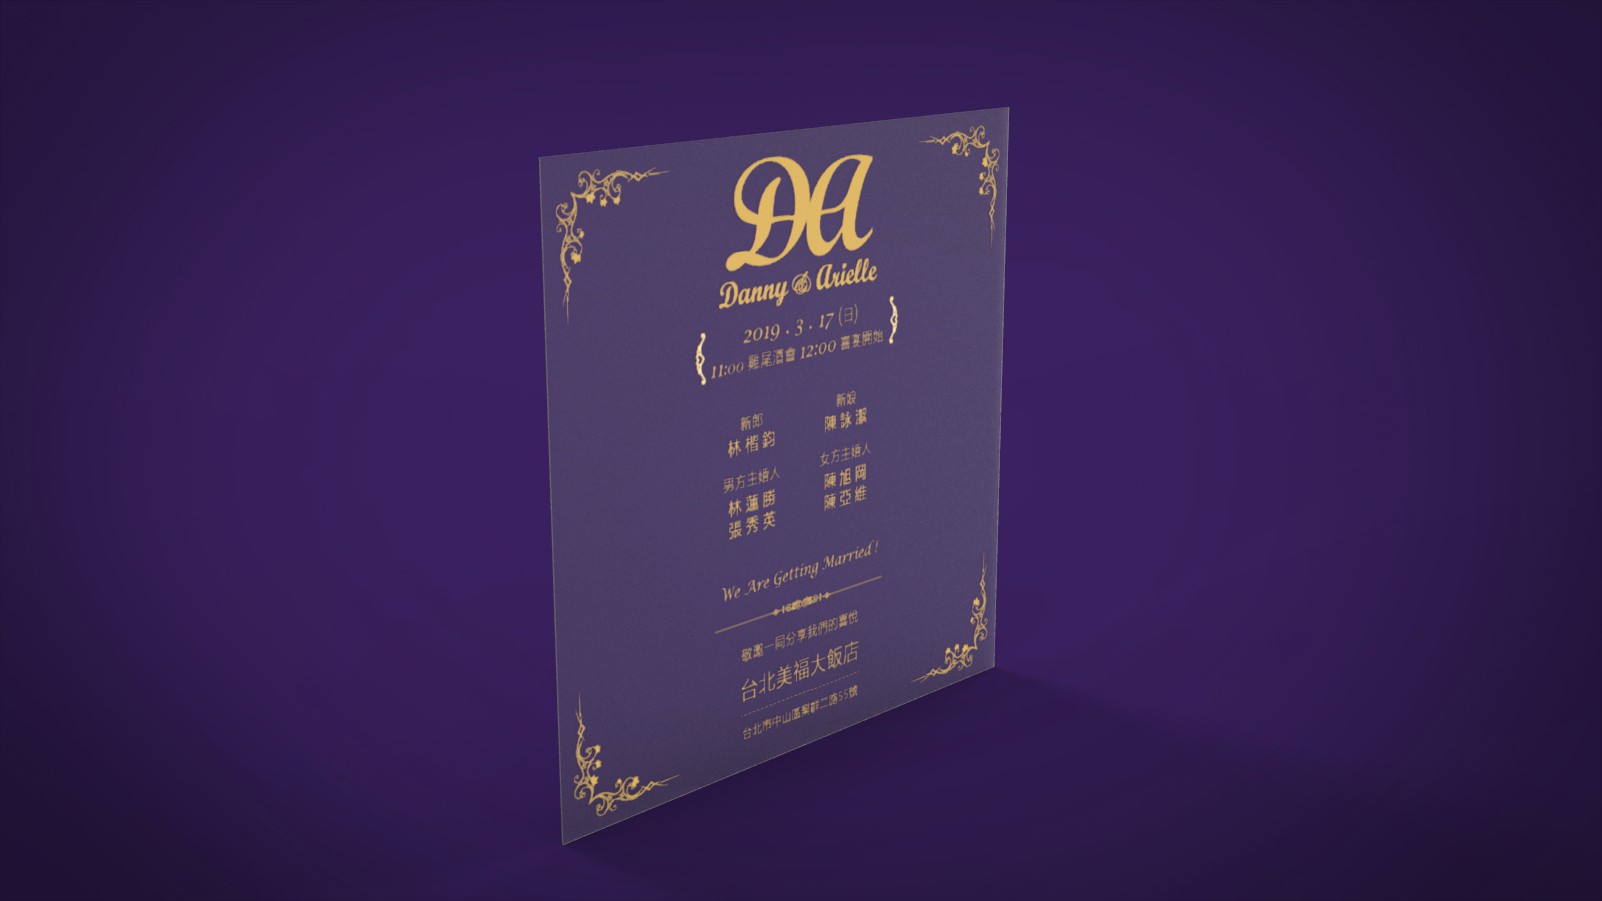 DA
Danny & Arielle
2019 · 3 · 17 (日)
11:00 雞尾酒會 12:00 喜宴開始
新郎
林楷鈞
男方主婚人
林蓮勝
張秀英
新娘
陳詠潔
女方主婚人
陳旭岡
陳亞維
We Are Getting Married !
敬邀一同分享我們的喜悅
台北美福大飯店
台北市中山區樂群二路55號